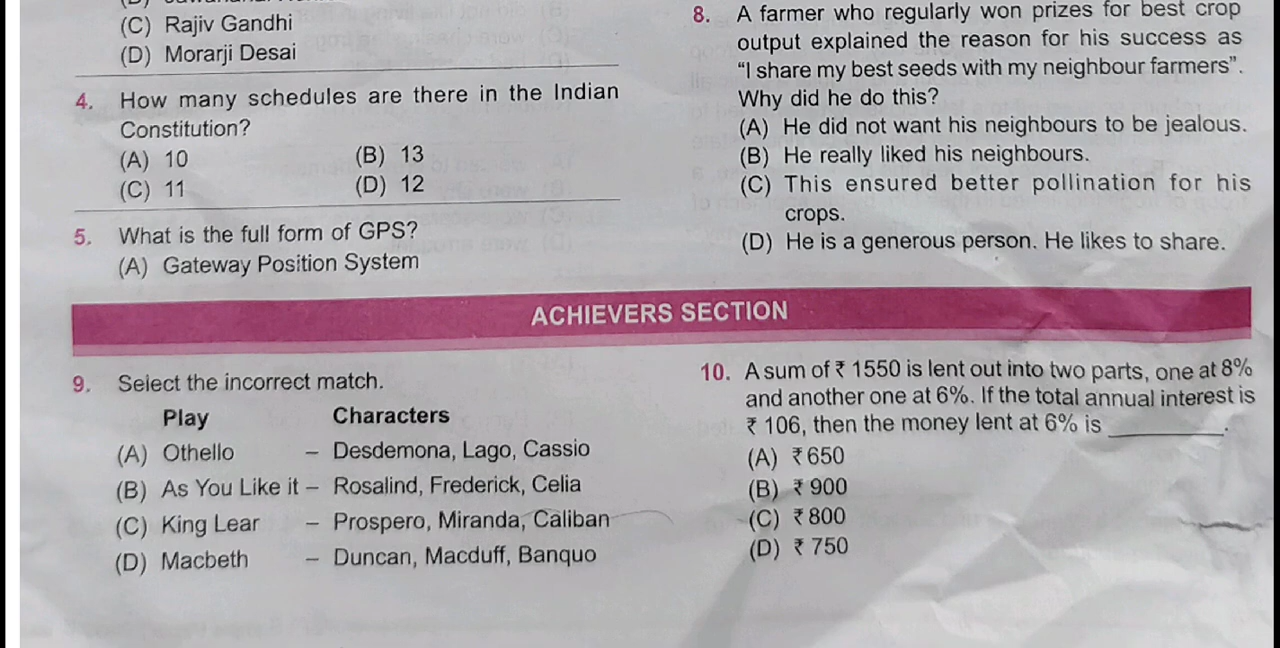 (C) Rajiv Gandhi
(D) Morarji Desai
4. How many schedules are there in the Indian
Constitution?
(A) 10 (B) 13
(C) 11 (D) 12
5. What is the full form of GPS?
(A) Gateway Position System
8. A farmer who regularly won prizes for best crop
output explained the reason for his success as
“I share my best seeds with my neighbour farmers”.
Why did he do this?
(A) He did not want his neighbours to be jealous.
(B) He really liked his neighbours.
(C) This ensured better pollination for his
crops.
(D) He is a generous person. He likes to share.
ACHIEVERS SECTION
9. Select the incorrect match.
Play Characters
(A) Othello – Desdemona, Lago, Cassio
(B) As You Like it – Rosalind, Frederick, Celia
(C) King Lear – Prospero, Miranda, Caliban
(D) Macbeth – Duncan, Macduff, Banquo
10. A sum of ₹ 1550 is lent out into two parts, one at 8%
and another one at 6%. If the total annual interest is
₹ 106, then the money lent at 6% is ________.
(A) ₹ 650
(B) ₹ 900
(C) ₹ 800
(D) ₹ 750